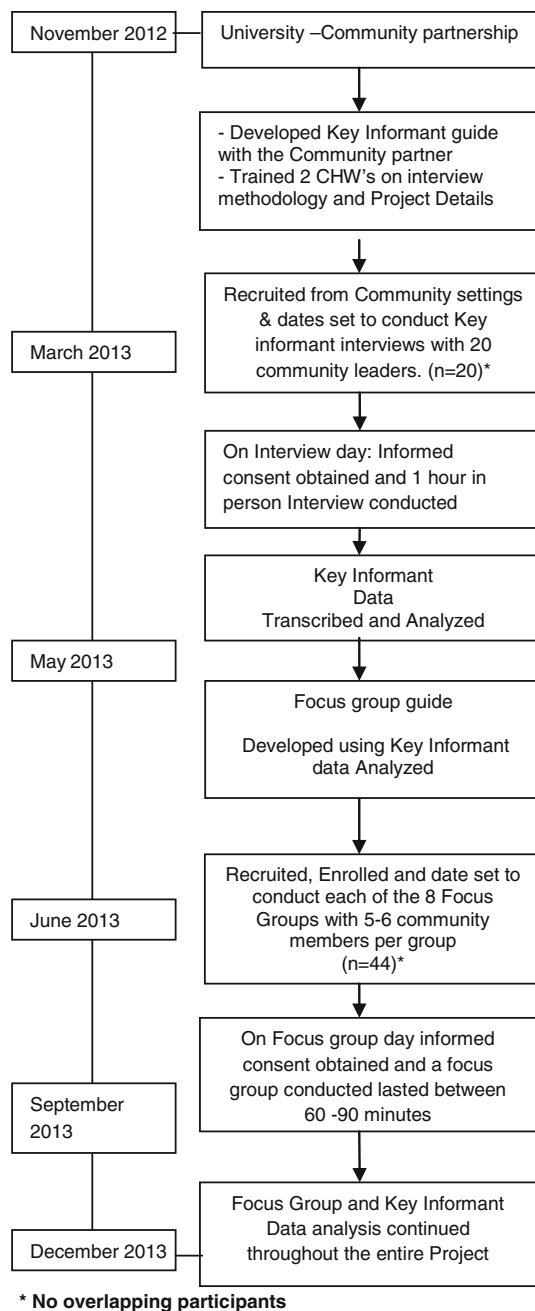 November 2012
University –Community partnership
- Developed Key Informant guide
with the Community partner
- Trained 2 CHW's on interview
methodology and Project Details
Recruited from Community settings
& dates set to conduct Key
informant interviews with 20
community leaders. (n=20)*
March 2013
On Interview day: Informed
consent obtained and 1 hour in
person Interview conducted
Key Informant
Data
Transcribed and Analyzed
May 2013
Focus group guide
Developed using Key Informant
data Analyzed
Recruited, Enrolled and date set to
conduct each of the 8 Focus
Groups with 5-6 community
members per group
(n=44)*
June 2013
On Focus group day informed
consent obtained and a focus
group conducted lasted between
60 -90 minutes
September
2013
Focus Group and Key Informant
Data analysis continued
throughout the entire Project
December 2013
* No overlapping participants